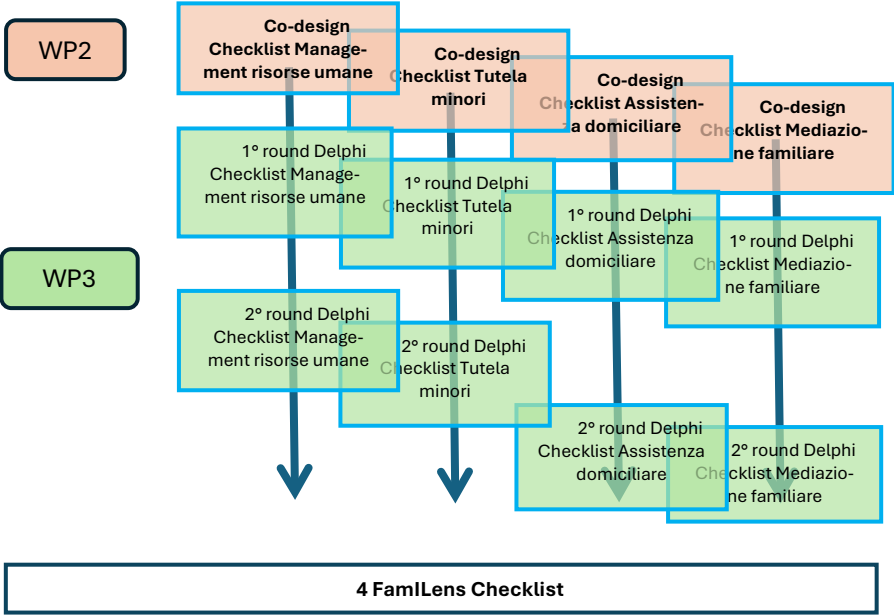 WP2
Co-design
Checklist Manage-
ment risorse umane
Co-design
Checklist Tutela
minori
Co-design
Checklist Assisten-
za domiciliare
Co-design
Checklist Mediazio-
ne familiare
WP3
1° round Delphi
Checklist Manage-
ment risorse umane
1° round Delphi
Checklist Tutela
minori
1° round Delphi
Checklist Assistenza
domiciliare
1° round Delphi
Checklist Mediazio-
ne familiare
2° round Delphi
Checklist Manage-
ment risorse umane
2° round Delphi
Checklist Tutela
minori
2° round Delphi
Checklist Assistenza
domiciliare
2° round Delphi
Checklist Mediazio-
ne familiare
4 FamILens Checklist